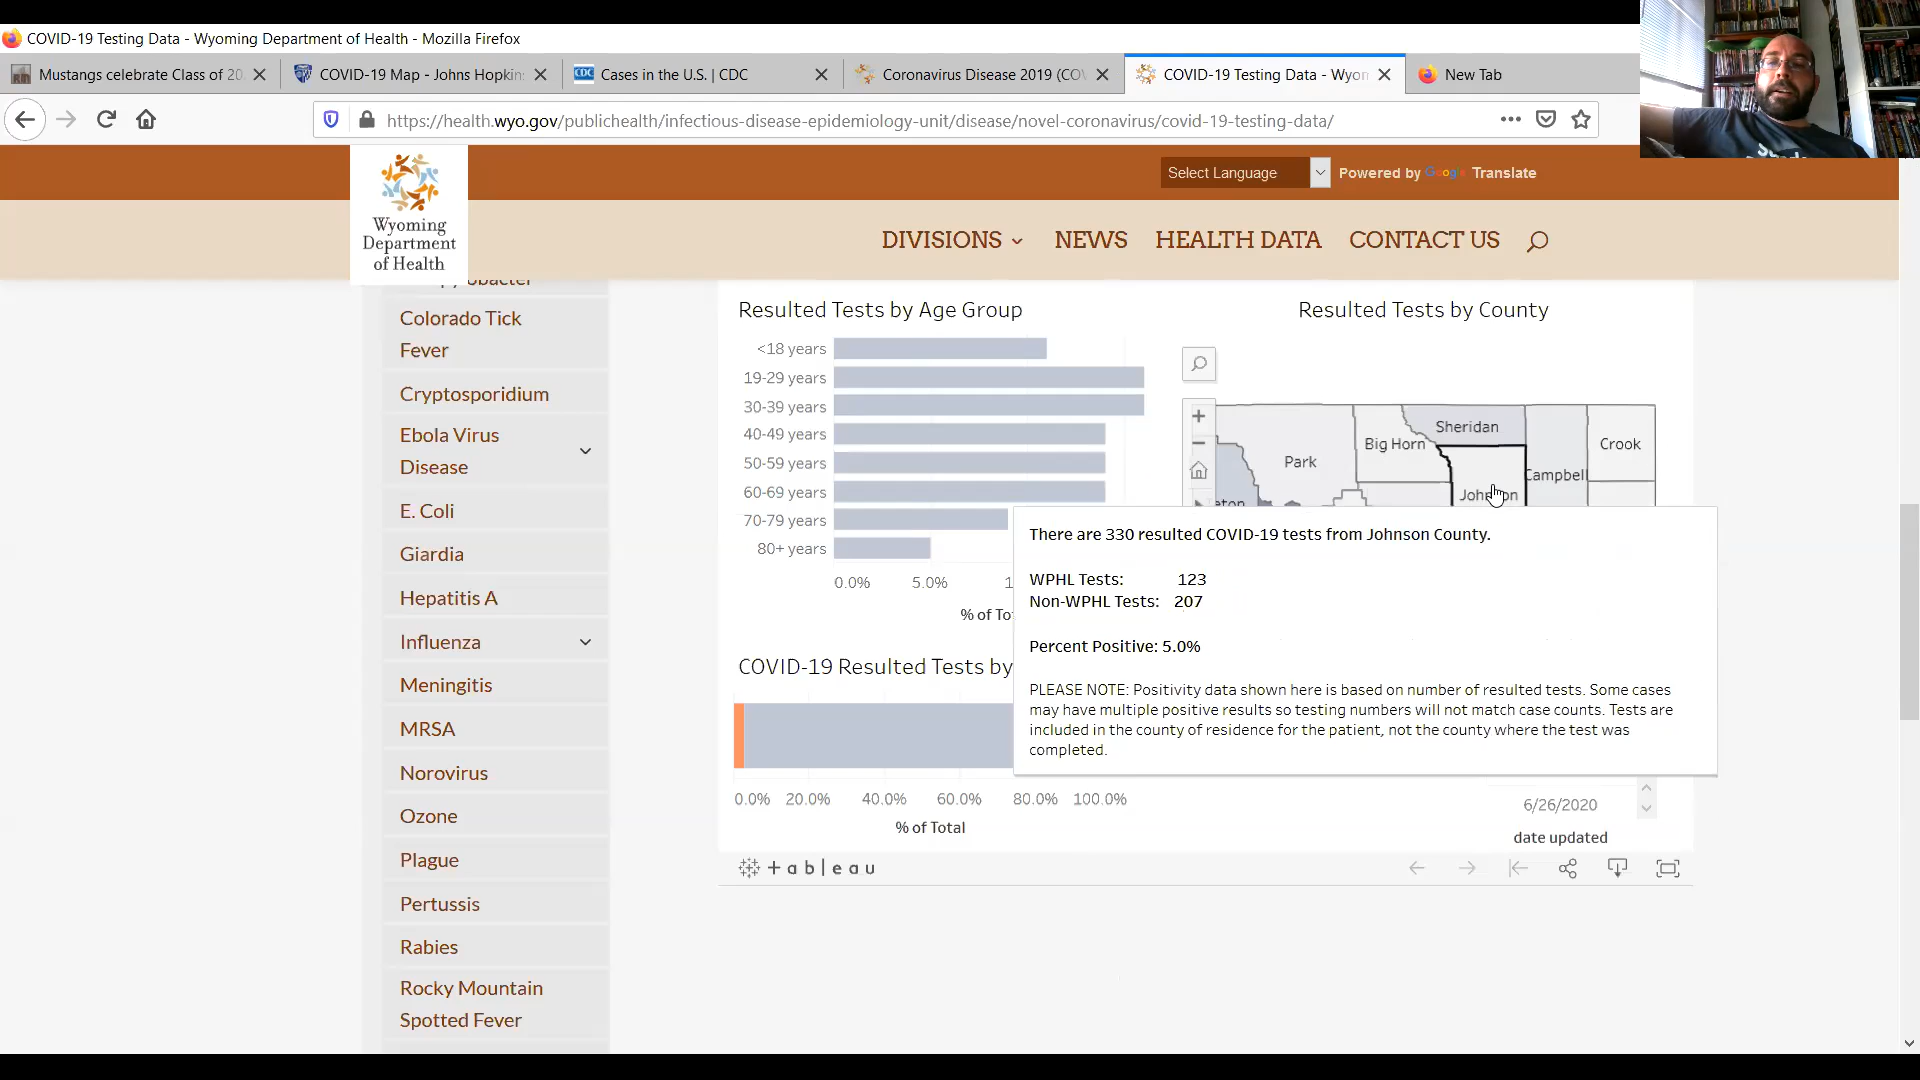 COVID-19 Testing Data - Wyoming Department of Health - Mozilla Firefox
Mustangs celebrate Class of 20
COVID-19 Map - Johns Hopkin
CDC
Cases in the U.S. | CDC
Coronavirus Disease 2019 (CO
COVID-19 Testing Data - Wyo
New Tab
https://health.wyo.gov/publichealth/infectious-disease-epidemiology-unit/disease/novel-coronavirus/covid-19-testing-data/
Select Language
Powered by Google Translate
Wyoming
Department
of Health
DIVISIONS
NEWS
HEALTH DATA
CONTACT US
Colorado Tick
Fever
Cryptosporidium
Ebola Virus
Disease
E. Coli
Giardia
Hepatitis A
Influenza
Meningitis
MRSA
Norovirus
Ozone
Plague
Pertussis
Rabies
Rocky Mountain
Spotted Fever
Resulted Tests by Age Group
<18 years
19-29 years
30-39 years
40-49 years
50-59 years
60-69 years
70-79 years
80+ years
0.0%
5.0%
1
% of To
Resulted Tests by County
Sheridan
Big Horn
Crook
Park
Campbell
Johnson
eton
There are 330 resulted COVID-19 tests from Johnson County.
WPHL Tests: 123
Non-WPHL Tests: 207
Percent Positive: 5.0%
PLEASE NOTE: Positivity data shown here is based on number of resulted tests. Some cases
may have multiple positive results so testing numbers will not match case counts. Tests are
included in the county of residence for the patient, not the county where the test was
completed.
COVID-19 Resulted Tests by
0.0%
20.0%
40.0%
60.0%
80.0%
100.0%
% of Total
6/26/2020
date updated
+ a b l e a u